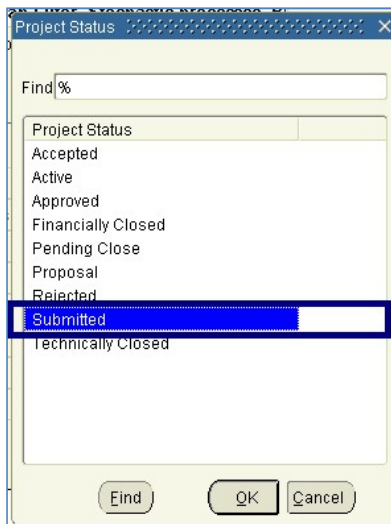 Project Status
Find %
Project Status
Accepted
Active
Approved
Financially Closed
Pending Close
Proposal
Rejected
Submitted
Technically Closed
Find
OK
Cancel